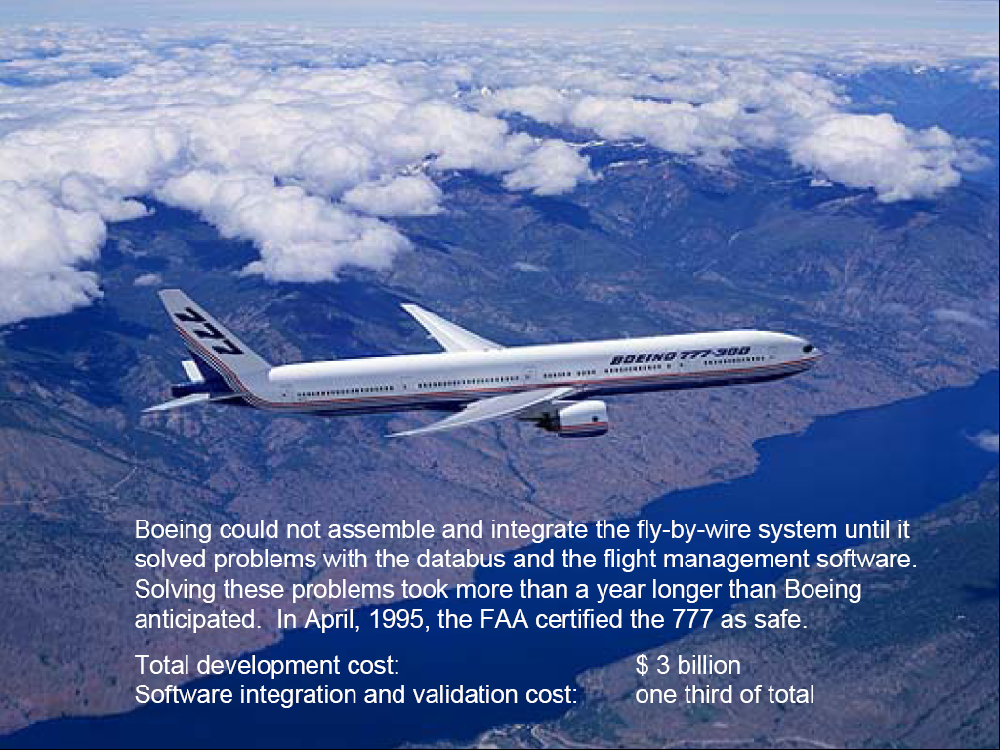 777
BOEING 777-300
Boeing could not assemble and integrate the fly-by-wire system until it
solved problems with the databus and the flight management software.
Solving these problems took more than a year longer than Boeing
anticipated.  In April, 1995, the FAA certified the 777 as safe.
Total development cost: $ 3 billion
Software integration and validation cost: one third of total